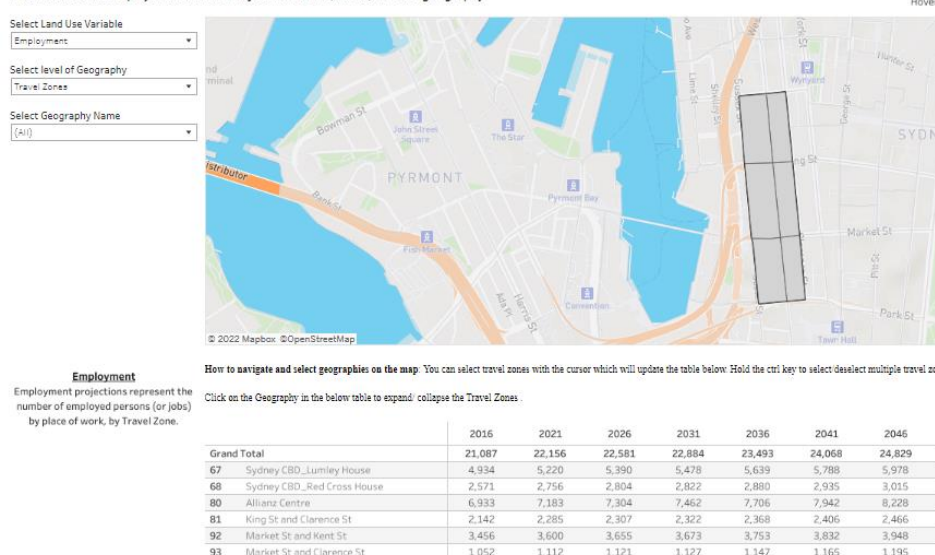 Hover
Select Land Use Variable
Employment
Select level of Geography
Travel Zones
Select Geography Name
(All)
Bowman St
John Street
Square
The Star
PYRMONT
Pyrmont Bay
Distributor
Bank St
Fish Market
Ada Pl
Harris St
Convention
Lime St
Shelley St
Sussex St
Wynyard
York St
Hunter St
George St
SYDN
ng St
Market St
Pitt St
Park St
Town Hall
© 2022 Mapbox ©OpenStreetMap
How to navigate and select geographies on the map: You can select travel zones with the cursor which will update the table below. Hold the ctrl key to select/deselect multiple travel zo
Click on the Geography in the below table to expand/ collapse the Travel Zones .
Employment
Employment projections represent the
number of employed persons (or jobs)
by place of work, by Travel Zone.
2016 2021 2026 2031 2036 2041 2046
Grand Total 21,087 22,156 22,581 22,884 23,493 24,068 24,829
67 Sydney CBD_Lumley House 4,934 5,220 5,390 5,478 5,639 5,788 5,978
68 Sydney CBD_Red Cross House 2,571 2,756 2,804 2,822 2,880 2,935 3,015
80 Allianz Centre 6,933 7,183 7,304 7,462 7,706 7,942 8,228
81 King St and Clarence St 2,142 2,285 2,307 2,322 2,368 2,406 2,466
92 Market St and Kent St 3,456 3,600 3,655 3,673 3,753 3,832 3,948
93 Market St and Clarence St 1,052 1,112 1,121 1,127 1,147 1,165 1,195